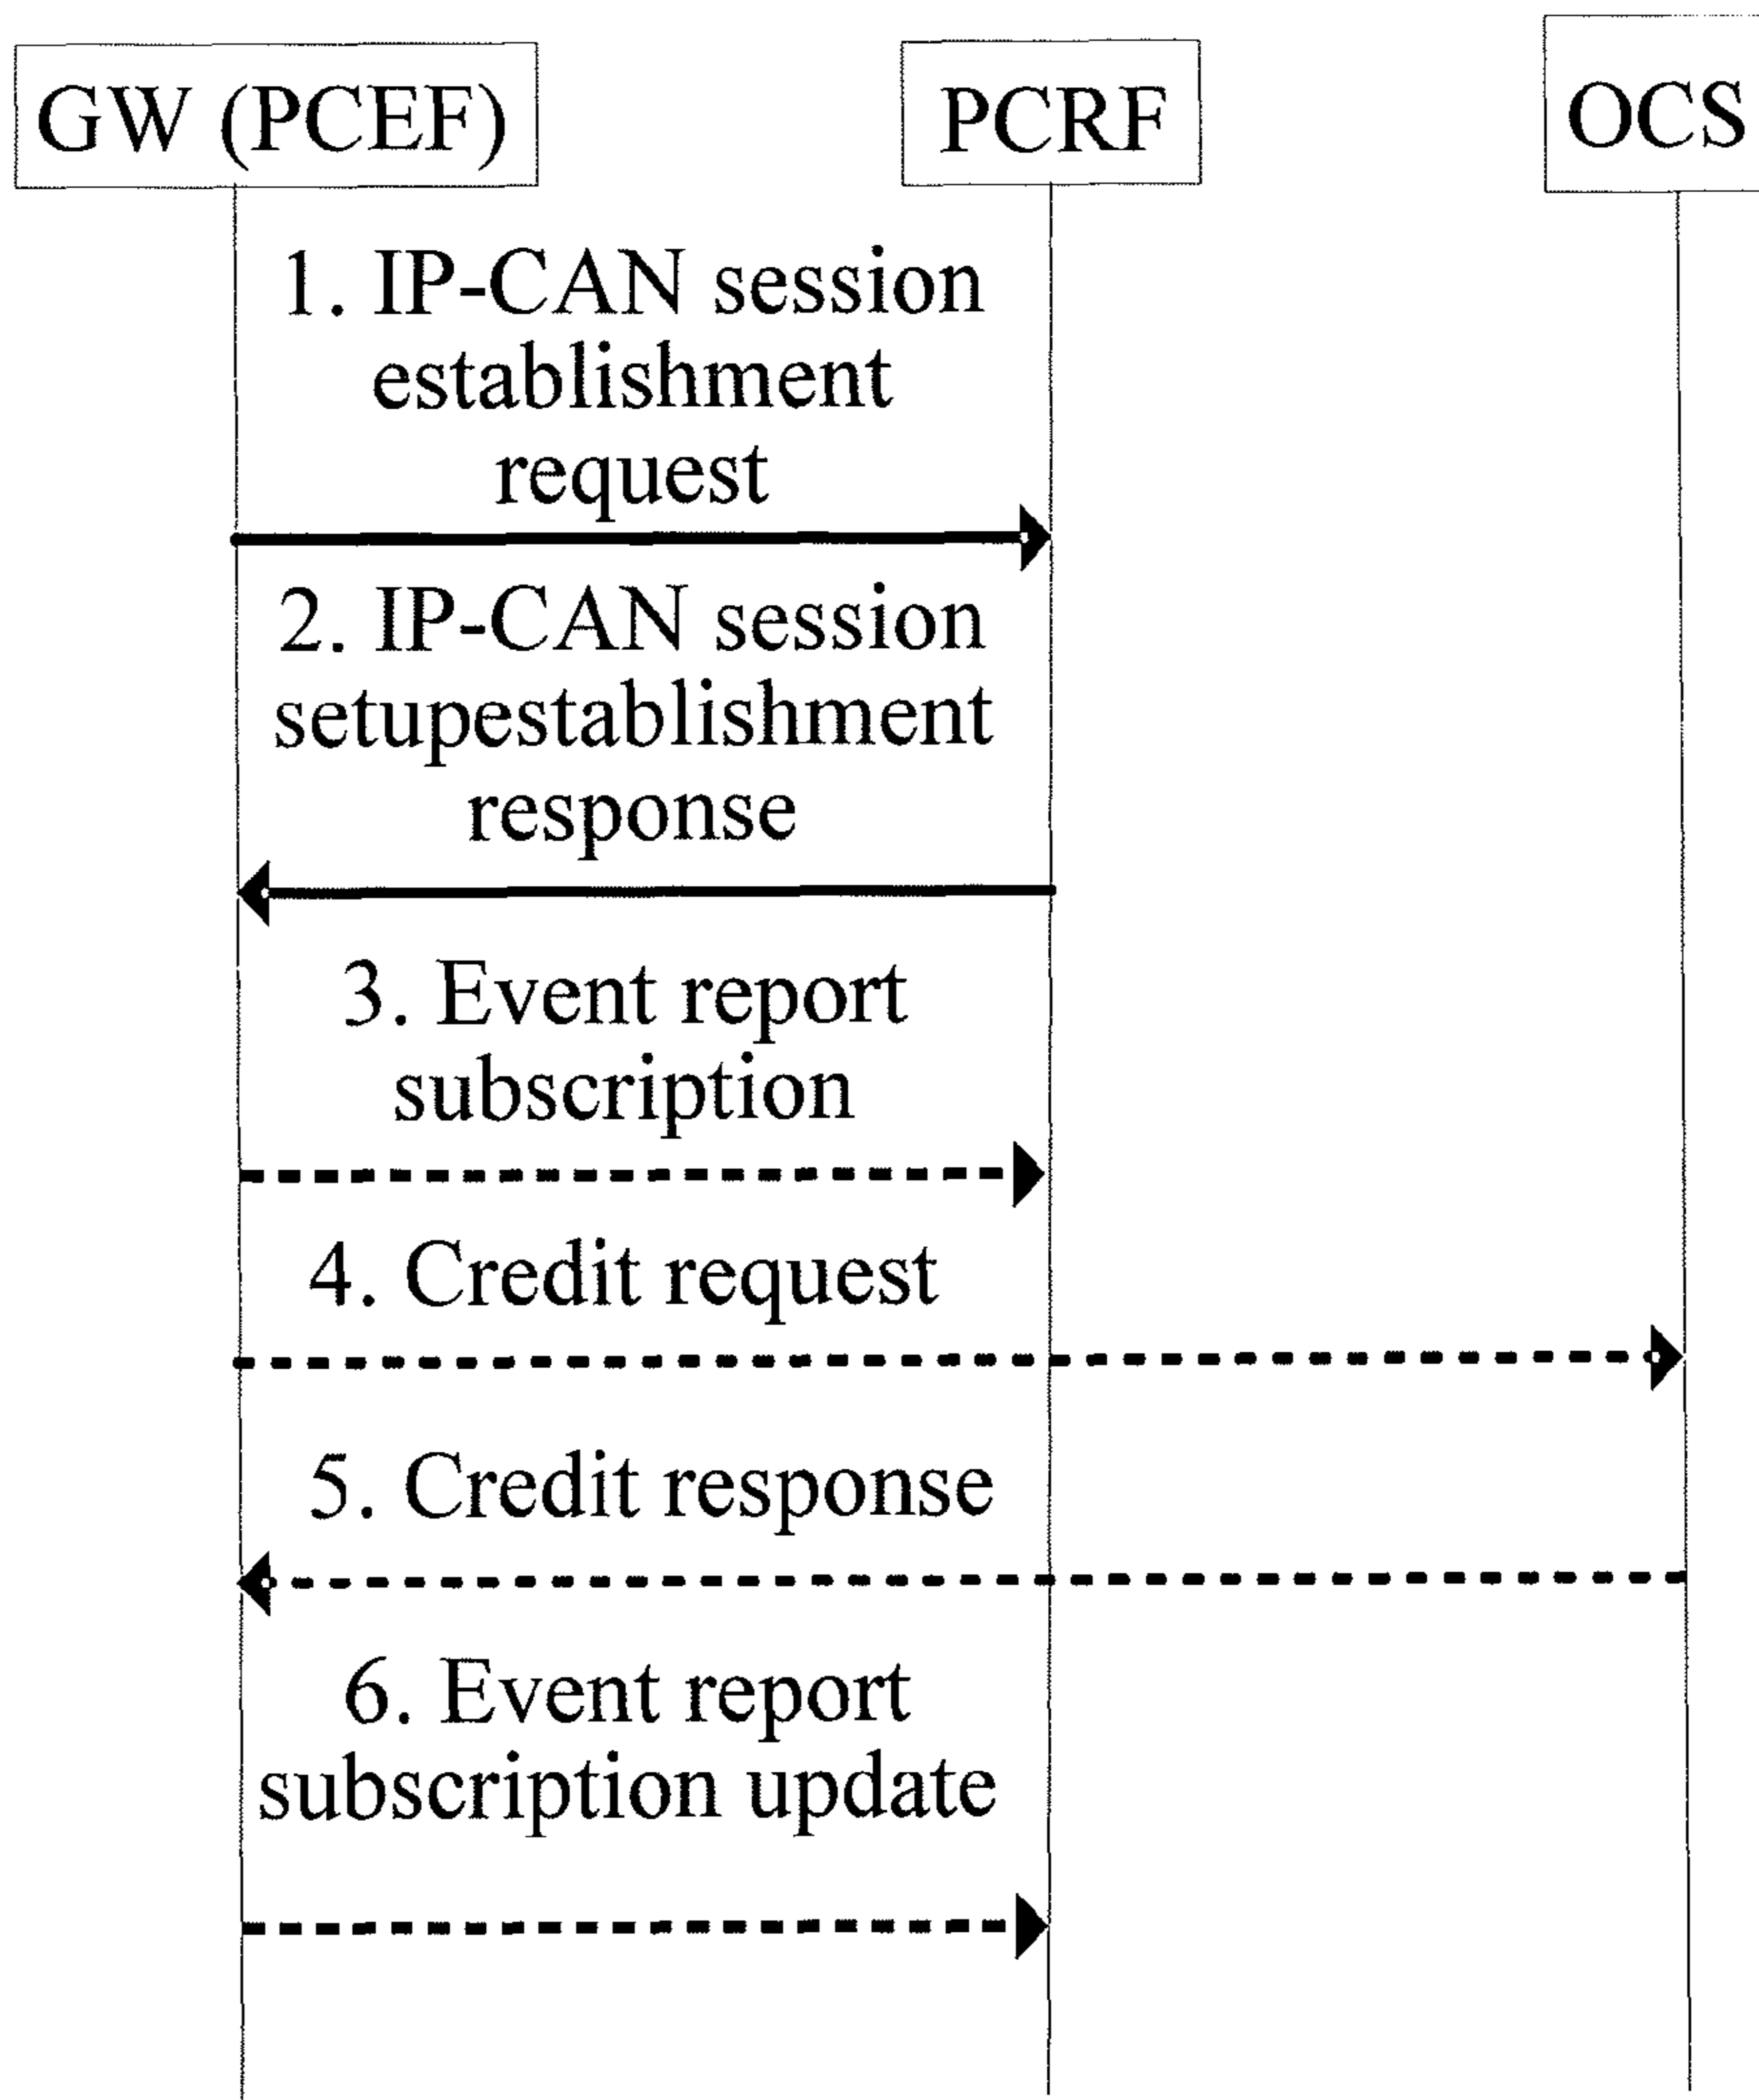 GW (PCEF)
PCRF
OCS
1. IP-CAN session
establishment
request
2. IP-CAN session
setupestablishment
response
3. Event report
subscription
4. Credit request
5. Credit response
6. Event report
subscription update